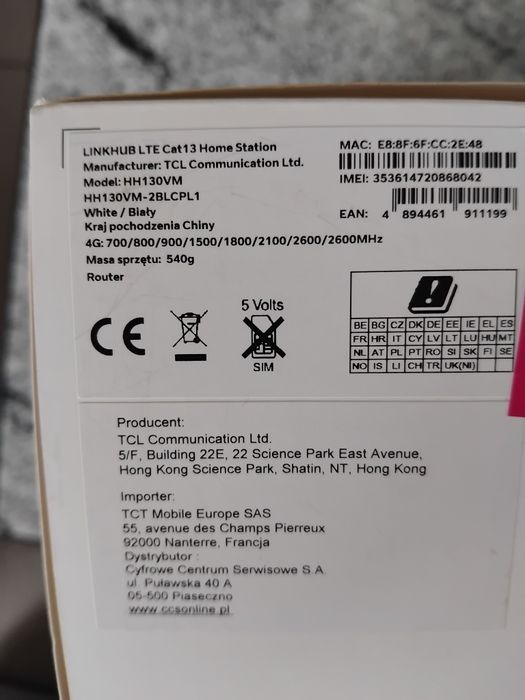 LINKHUB LTE Cat13 Home Station
Manufacturer: TCL Communication Ltd.
Model: HH130VM
HH130VM-2BLCPL1
White / Biały
Kraj pochodzenia Chiny
4G: 700/800/900/1500/1800/2100/2600/2600MHz
Masa sprzętu: 540g
Router
MAC: E8:8F:6F:CC:2E:48
IMEI: 353614720868042
EAN: 4 894461 911199
CE
5 Volts
SIM
BE BG CZ DK DE EE IE EL ES
FR HR IT CY LV LT LU HU MT
NL AT PL PT RO SI SK FI SE
NO IS LI CH TR UK(NI)
Producent:
TCL Communication Ltd.
5/F, Building 22E, 22 Science Park East Avenue,
Hong Kong Science Park, Shatin, NT, Hong Kong
Importer:
TCT Mobile Europe SAS
55, avenue des Champs Pierreux
92000 Nanterre, Francja
Dystrybutor :
Cyfrowe Centrum Serwisowe S.A.
ul. Puławska 40 A
05-500 Piaseczno
www.ccsonline.pl